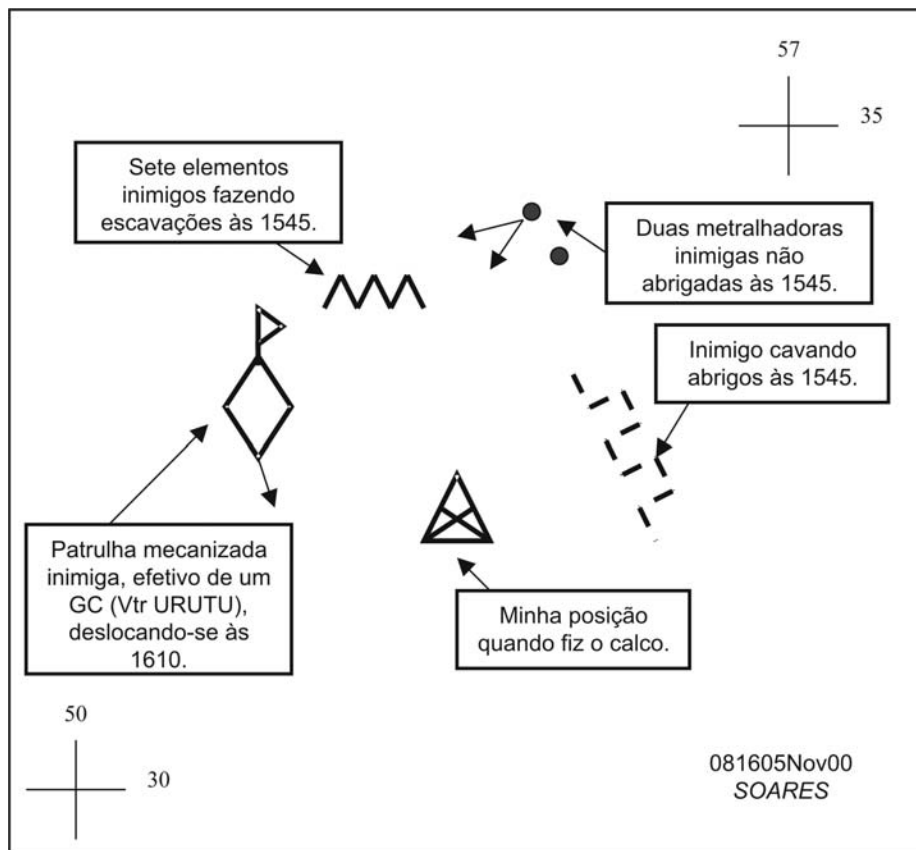 57
35
Sete elementos
inimigos fazendo
escavações às 1545.
Duas metralhadoras
inimigas não
abrigadas às 1545.
Inimigo cavando
abrigos às 1545.
Patrulha mecanizada
inimiga, efetivo de um
GC (Vtr URUTU),
deslocando-se às
1610.
Minha posição
quando fiz o calco.
50
30
081605Nov00
SOARES